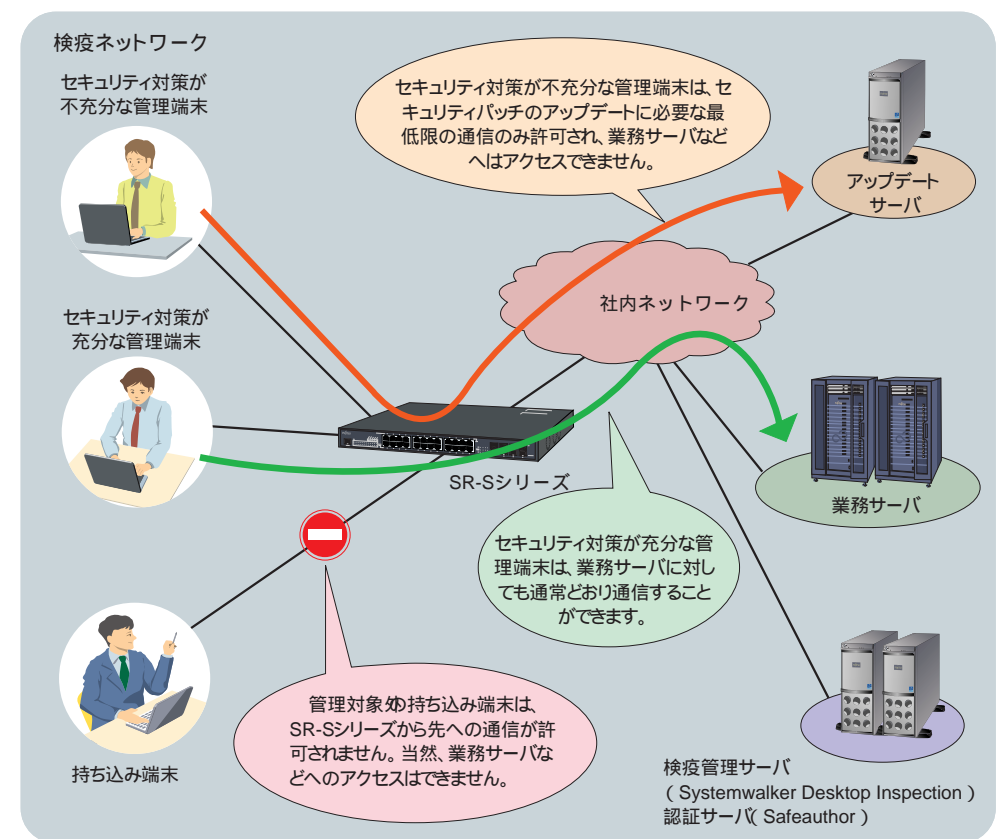 検疫ネットワーク
セキュリティ対策が
不充分な管理端末
セキュリティ対策が不充分な管理端末は、セ
キュリティパッチのアップデートに必要な最
低限の通信のみ許可され、業務サーバなど
へはアクセスできません。
アップデート
サーバ
社内ネットワーク
セキュリティ対策が
充分な管理端末
SR-Sシリーズ
業務サーバ
セキュリティ対策が充分な管
理端末は、業務サーバに対し
ても通常どおり通信すること
ができます。
持ち込み端末
管理対象外の持ち込み端末は、
SR-Sシリーズから先への通信が許
可されません。当然、業務サーバな
どへのアクセスはできません。
検疫管理サーバ
（Systemwalker Desktop Inspection）
認証サーバ（Safeauthor）